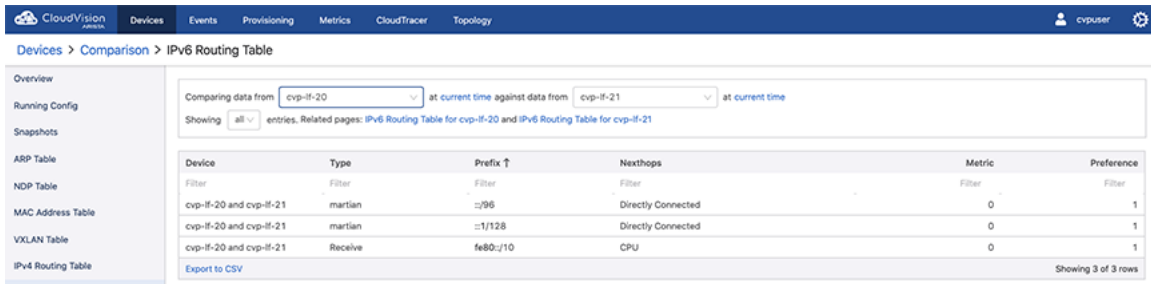 CloudVision Devices Events Provisioning Metrics CloudTracer Topology cvpuser
ARISTA
Devices > Comparison > IPv6 Routing Table
Overview
Running Config
Snapshots
ARP Table
NDP Table
MAC Address Table
VXLAN Table
IPv4 Routing Table
Comparing data from cvp-lf-20 at current time against data from cvp-lf-21 at current time
Showing all entries. Related pages: IPv6 Routing Table for cvp-lf-20 and IPv6 Routing Table for cvp-lf-21
Device Type Prefix ↑ Nexthops Metric Preference
Filter Filter Filter Filter Filter Filter
cvp-lf-20 and cvp-lf-21 martian ::/96 Directly Connected 0 1
cvp-lf-20 and cvp-lf-21 martian ::1/128 Directly Connected 0 1
cvp-lf-20 and cvp-lf-21 Receive fe80::/10 CPU 0 1
Export to CSV Showing 3 of 3 rows